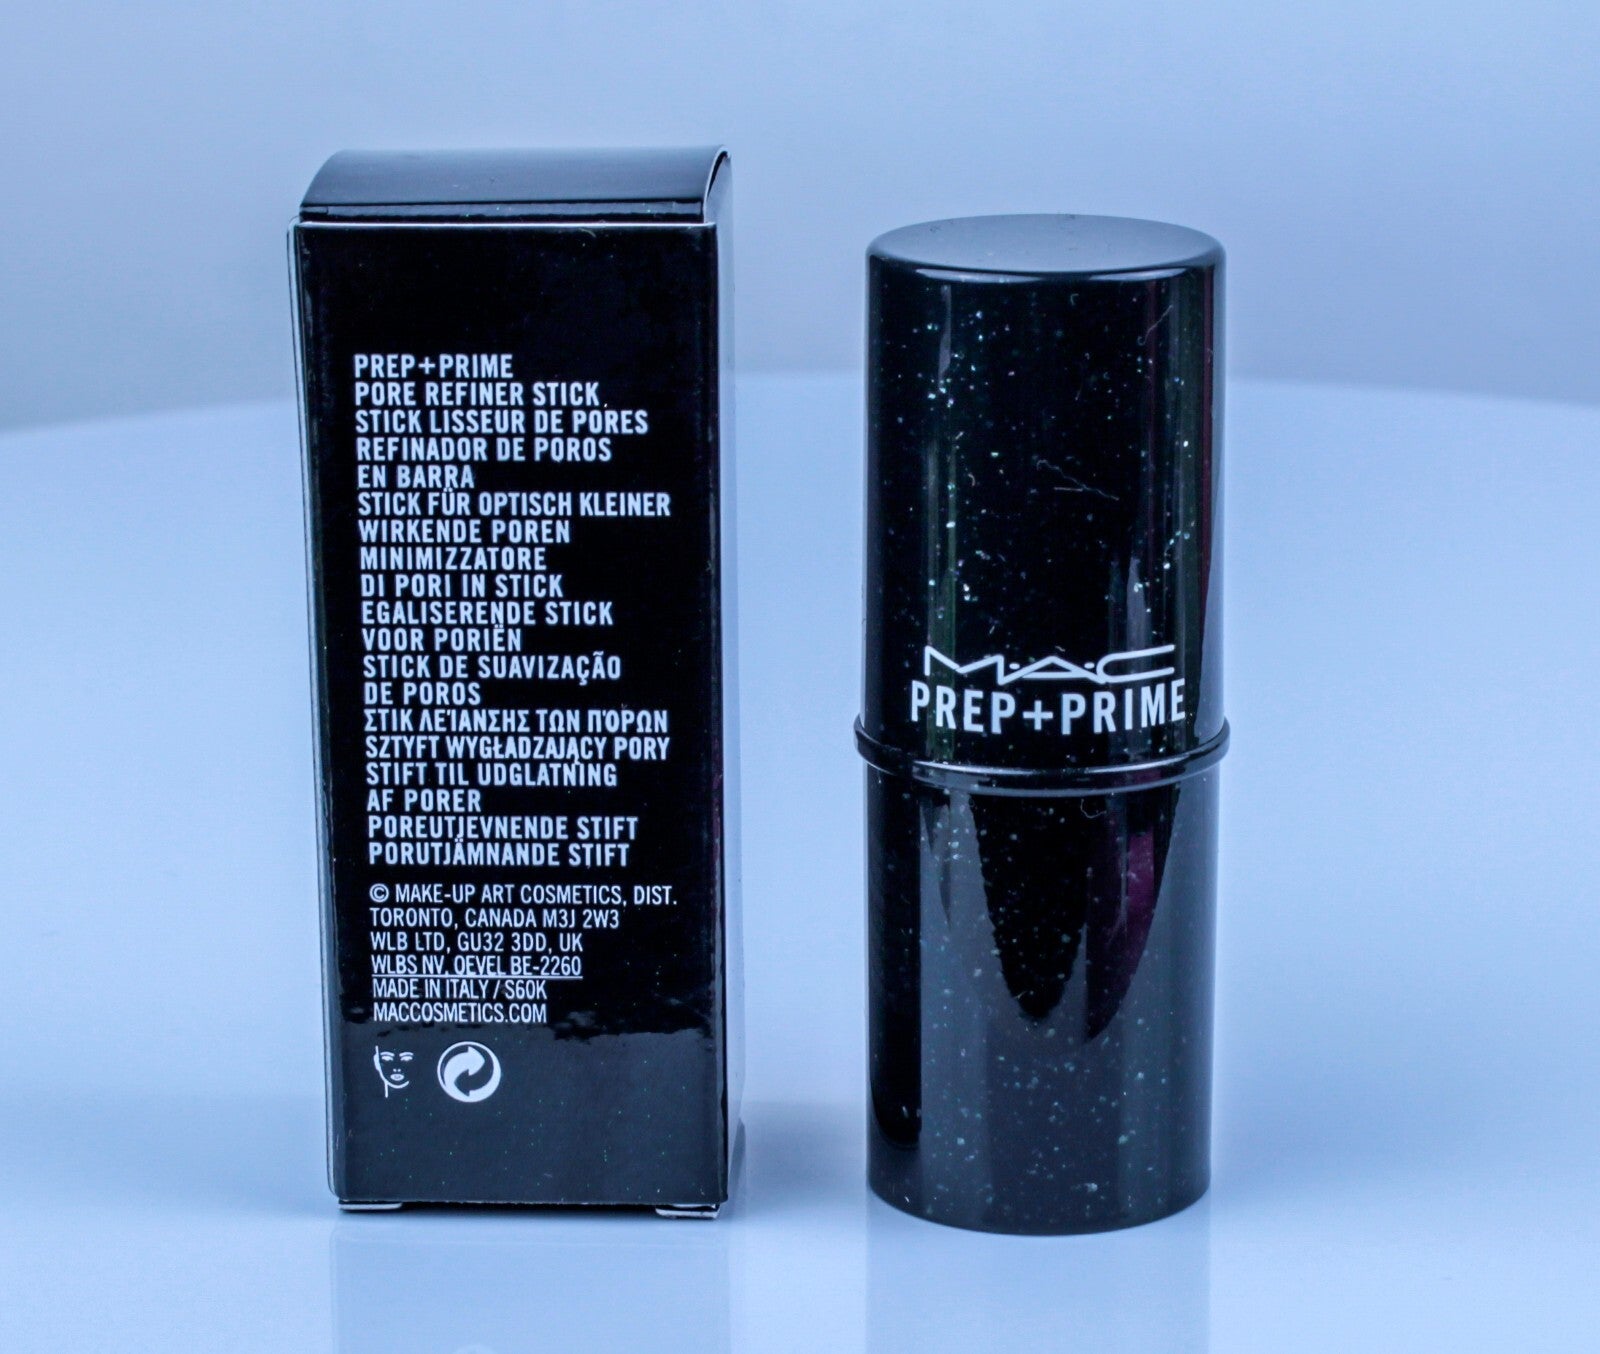 PREP+PRIME
PORE REFINER STICK
STICK LISSEUR DE PORES
REFINADOR DE POROS
EN BARRA
STICK FÜR OPTISCH KLEINER
WIRKENDE POREN
MINIMIZZATORE
DI PORI IN STICK
EGALISERENDE STICK
VOOR PORIËN
STICK DE SUAVIZAÇÃO
DE POROS
ΣΤΙΚ ΛΕΊΑΝΣΗΣ ΤΩΝ ΠΌΡΩΝ
SZTYFT WYGŁADZAJĄCY PORY
STIFT TIL UDGLATNING
AF PORER
POREUTJEVNENDE STIFT
PORUTJÄMNANDE STIFT
© MAKE-UP ART COSMETICS, DIST.
TORONTO, CANADA M3J 2W3
WLB LTD, GU32 3DD, UK
WLBS NV, OEVEL BE-2260
MADE IN ITALY / S60K
MACCOSMETICS.COM
M·A·C
PREP+PRIME